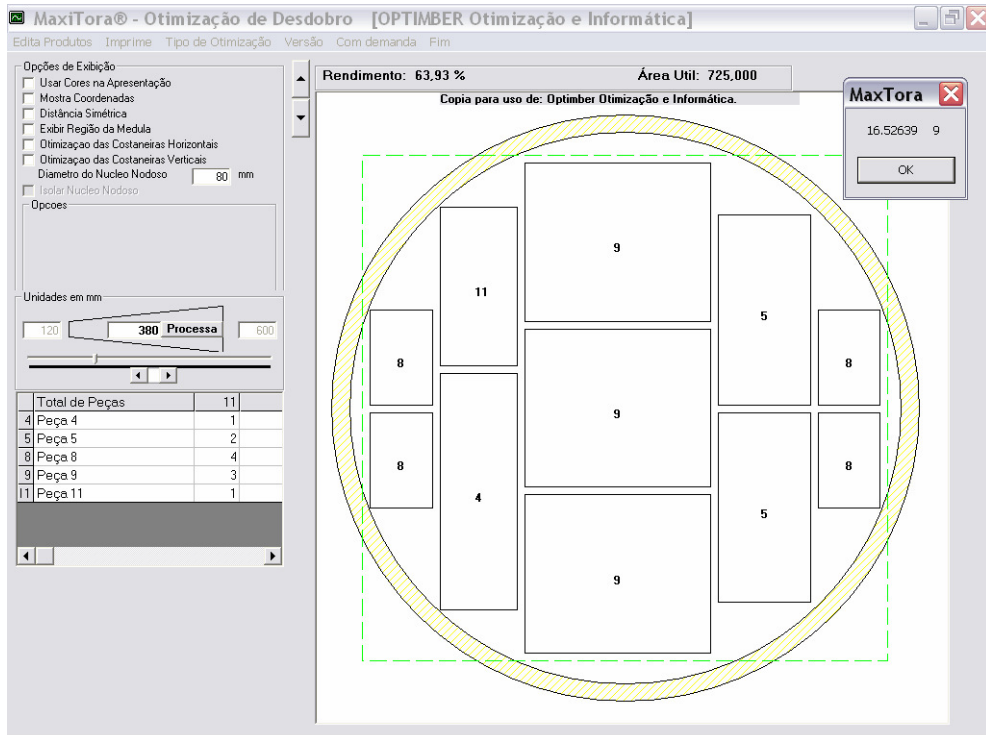 MaxiTora® - Otimização de Desdobro [OPTIMBER Otimização e Informática]
Edita Produtos Imprime Tipo de Otimização Versão Com demanda Fim
Opções de Exibição
Usar Cores na Apresentação
Mostra Coordenadas
Distância Simétrica
Exibir Região da Medula
Otimizaçao das Costaneiras Horizontais
Otimizaçao das Costaneiras Verticais
Diametro do Nucleo Nodoso 80 mm
Isolar Nucleo Nodoso
Opcoes
Unidades em mm
120 380 Processa 600
Total de Peças 11
4 Peça 4 1
5 Peça 5 2
8 Peça 8 4
9 Peça 9 3
11 Peça 11 1
Rendimento: 63,93 % Área Util: 725,000
Copia para uso de: Optimber Otimização e Informática.
MaxTora
16.52639 9
OK
9
11
5
8
8
9
8
8
4
5
9